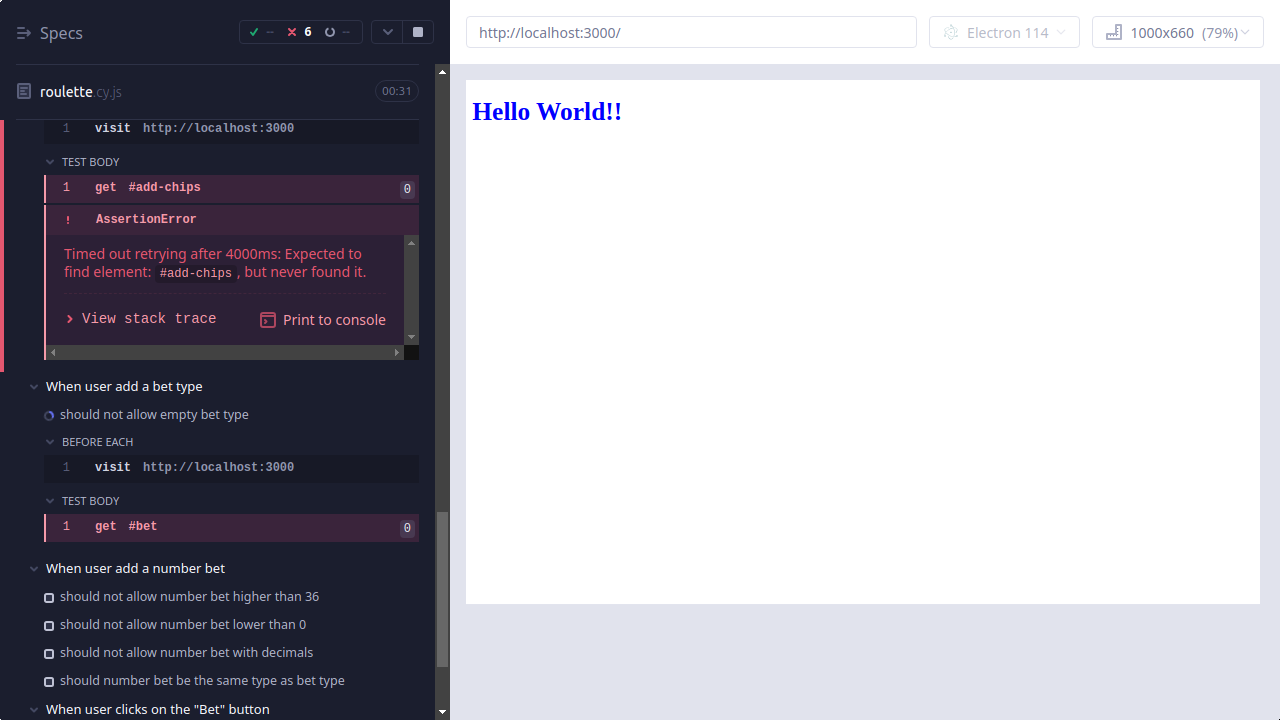 Specs
-- 6 --
roulette.cy.js
00:31
1 visit http://localhost:3000
TEST BODY
1 get #add-chips 0
! AssertionError
Timed out retrying after 4000ms: Expected to
find element: #add-chips, but never found it.
View stack trace
Print to console
When user add a bet type
should not allow empty bet type
BEFORE EACH
1 visit http://localhost:3000
TEST BODY
1 get #bet 0
When user add a number bet
should not allow number bet higher than 36
should not allow number bet lower than 0
should not allow number bet with decimals
should number bet be the same type as bet type
When user clicks on the "Bet" button
http://localhost:3000/
Electron 114
1000x660 (79%)
Hello World!!